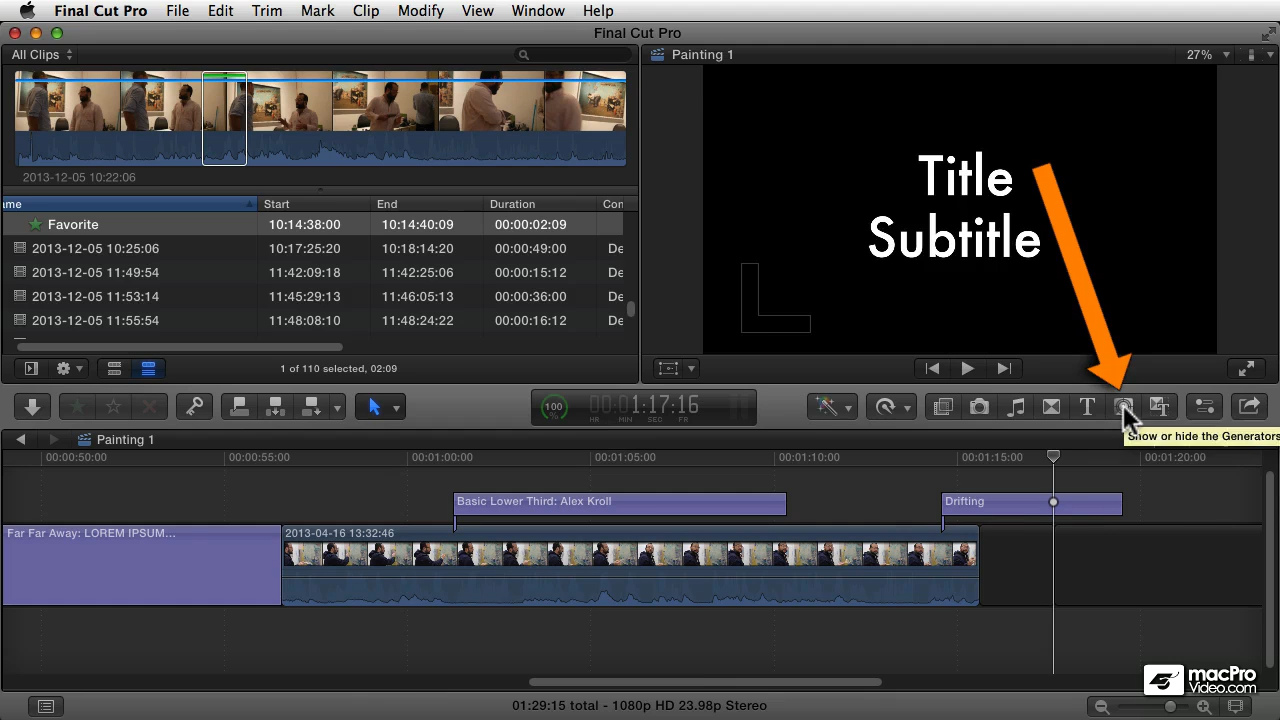 Final Cut Pro File Edit Trim Mark Clip Modify View Window Help
Final Cut Pro
All Clips
Painting 1
27%
2013-12-05 10:22:06
Title
Subtitle
ame Start End Duration Con
Favorite 10:14:38:00 10:14:40:09 00:00:02:09
2013-12-05 10:25:06 10:17:25:20 10:18:14:20 00:00:49:00 De
2013-12-05 11:49:54 11:42:09:18 11:42:25:06 00:00:15:12
2013-12-05 11:53:14 11:45:29:13 11:46:05:13 00:00:36:00 De
2013-12-05 11:55:54 11:48:08:10 11:48:24:22 00:00:16:12 De
1 of 110 selected, 02:09
100
%
00:01:17:16
HR MIN SEC FR
T
T
Show or hide the Generators
Painting 1
00:00:50:00 00:00:55:00 00:01:00:00 00:01:05:00 00:01:10:00 00:01:15:00 00:01:20:00
Basic Lower Third: Alex Kroll
Drifting
Far Far Away: LOREM IPSUM...
2013-04-16 13:32:46
macPro
Video.com
01:29:15 total - 1080p HD 23.98p Stereo